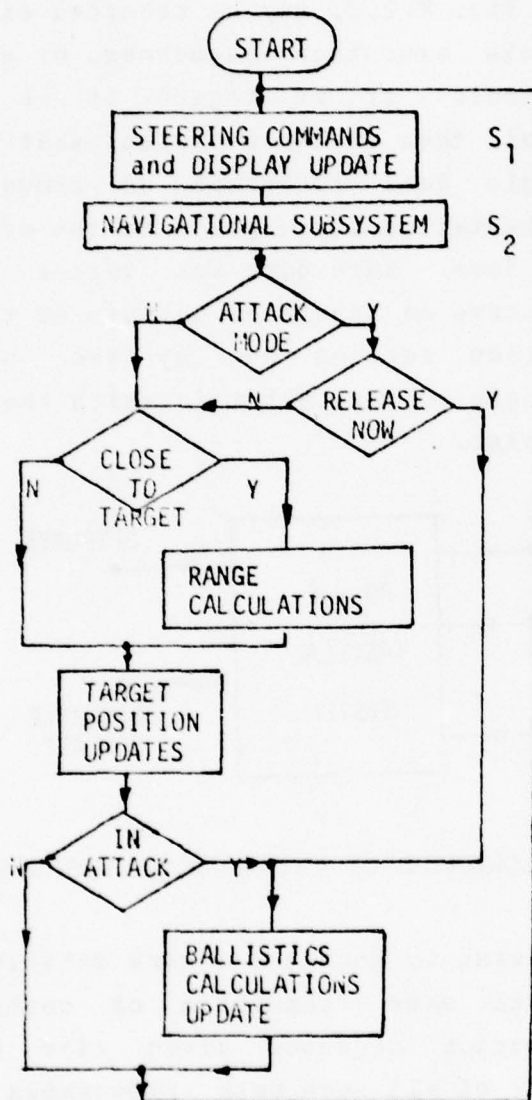 START
STEERING COMMANDS
and DISPLAY UPDATE
S1
NAVIGATIONAL SUBSYSTEM
S2
N
ATTACK
MODE
Y
N
RELEASE
NOW
Y
N
CLOSE
TO
TARGET
Y
RANGE
CALCULATIONS
TARGET
POSITION
UPDATES
N
IN
ATTACK
Y
BALLISTICS
CALCULATIONS
UPDATE